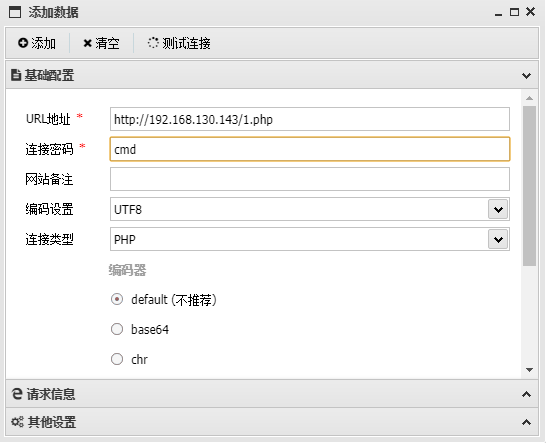 添加数据
添加 清空 测试连接
基础配置
URL地址 * http://192.168.130.143/1.php
连接密码 * cmd
网站备注
编码设置 UTF8
连接类型 PHP
编码器
default (不推荐)
base64
chr
请求信息
其他设置